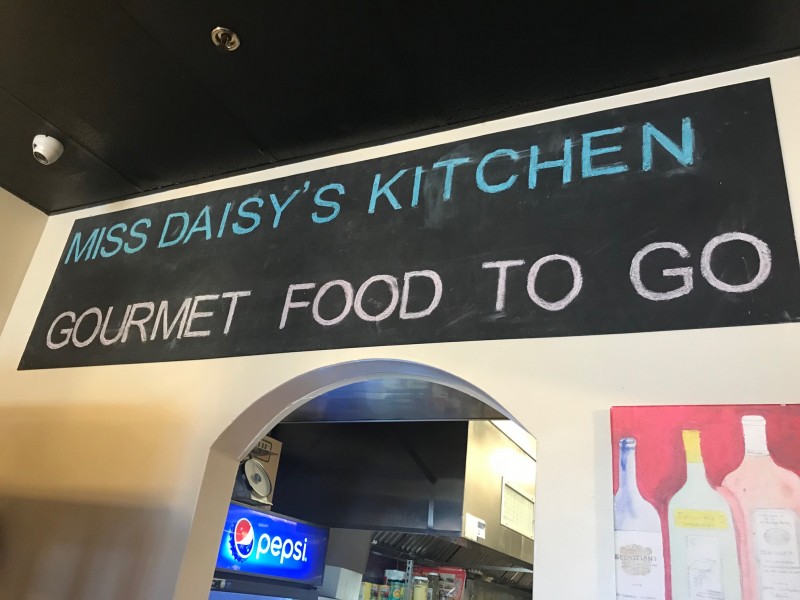 MISS DAISY'S KITCHEN
GOURMET FOOD TO GO
pepsi